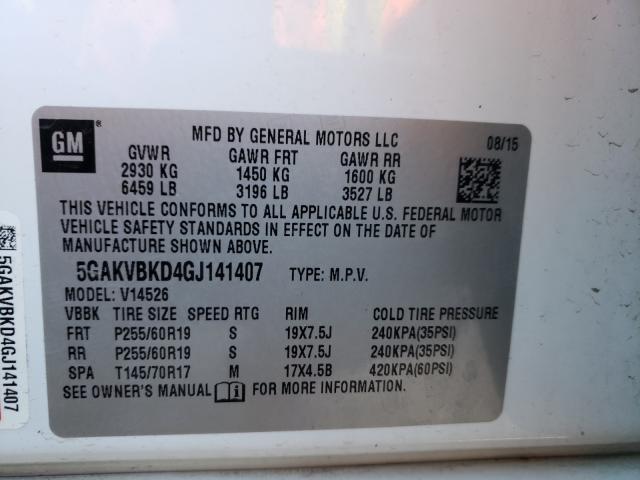 GM®
MFD BY GENERAL MOTORS LLC 08/15
GVWR GAWR FRT GAWR RR
2930 KG 1450 KG 1600 KG
6459 LB 3196 LB 3527 LB
THIS VEHICLE CONFORMS TO ALL APPLICABLE U.S. FEDERAL MOTOR
VEHICLE SAFETY STANDARDS IN EFFECT ON THE DATE OF
MANUFACTURE SHOWN ABOVE.
5GAKVBKD4GJ141407 TYPE: M.P.V.
MODEL: V14526
VBBK TIRE SIZE SPEED RTG RIM COLD TIRE PRESSURE
FRT P255/60R19 S 19X7.5J 240KPA(35PSI)
RR P255/60R19 S 19X7.5J 240KPA(35PSI)
SPA T145/70R17 M 17X4.5B 420KPA(60PSI)
SEE OWNER'S MANUAL FOR MORE INFORMATION.
5GAKVBKD4GJ141407